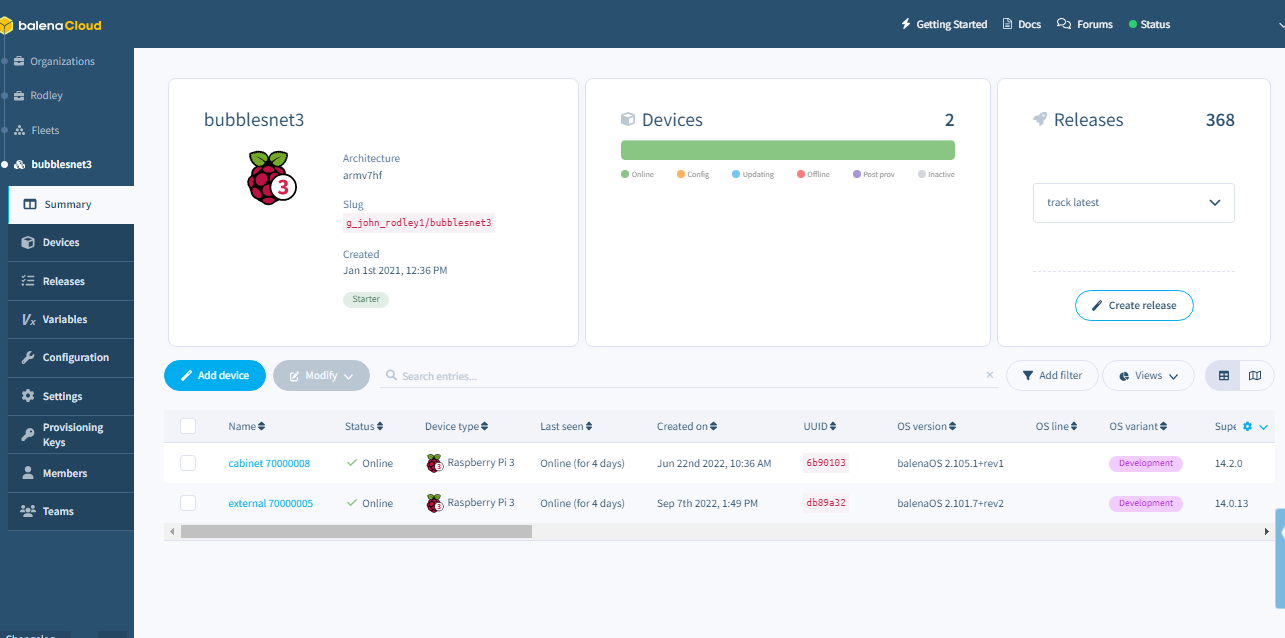 balenaCloud
Getting Started
Docs
Forums
Status
Organizations
Rodley
Fleets
bubblesnet3
Summary
Devices
Releases
Variables
Configuration
Settings
Provisioning
Keys
Members
Teams
bubblesnet3
3
Architecture
armv7hf
Slug
g_john_rodley1/bubblesnet3
Created
Jan 1st 2021, 12:36 PM
Starter
Devices 2
Online Config Updating Offline Post prov Inactive
Releases 368
track latest
Create release
Add device Modify Search entries... × Add filter Views
Name Status Device type Last seen Created on UUID OS version OS line OS variant Supe
cabinet 70000008 Online 3 Raspberry Pi 3 Online (for 4 days) Jun 22nd 2022, 10:36 AM 6b90103 balenaOS 2.105.1+rev1 Development 14.2.0
external 70000005 Online 3 Raspberry Pi 3 Online (for 4 days) Sep 7th 2022, 1:49 PM db89a32 balenaOS 2.101.7+rev2 Development 14.0.13